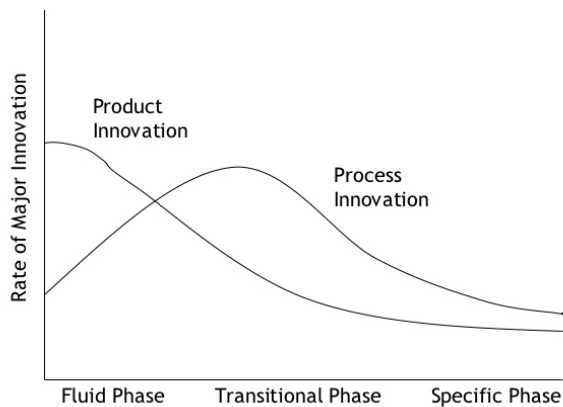 Product
Innovation
Process
Innovation
Rate of Major Innovation
Fluid Phase
Transitional Phase
Specific Phase